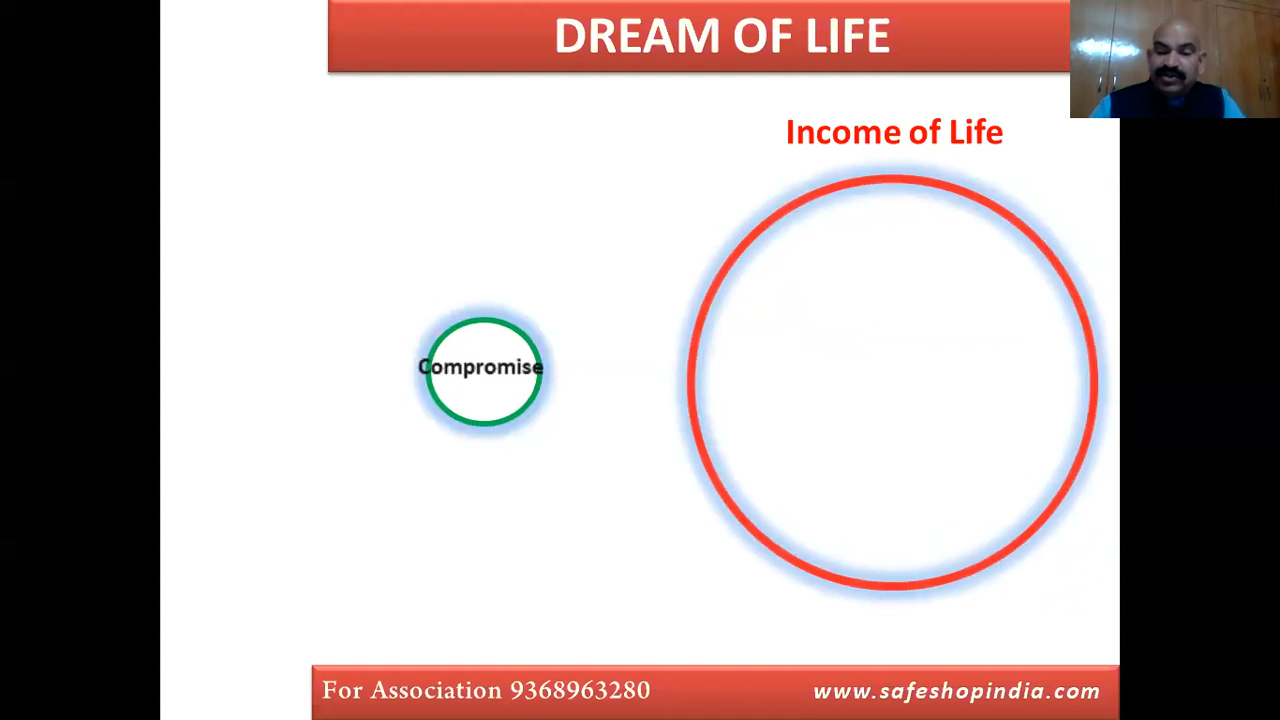 DREAM OF LIFE
Income of Life
Compromise
For Association 9368963280
www.safeshopindia.com